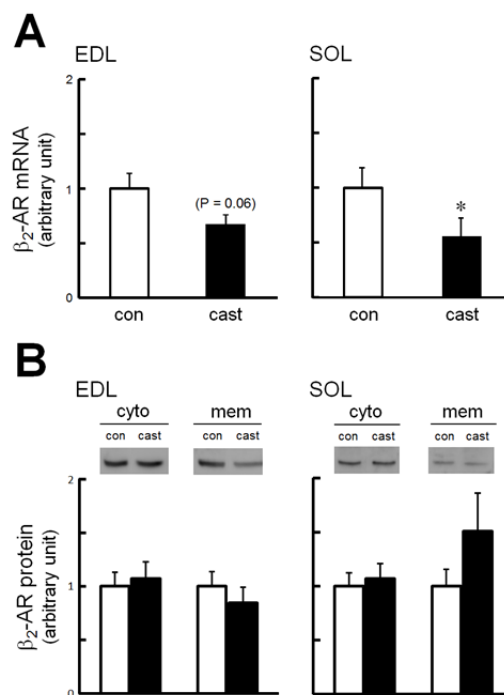 A
EDL
SOL
β2-AR mRNA
(arbitrary unit)
2
1
0
(P = 0.06)
*
con cast
con cast
B
EDL
SOL
cyto mem
con cast con cast
cyto mem
con cast con cast
β2-AR protein
(arbitrary unit)
2
1
0